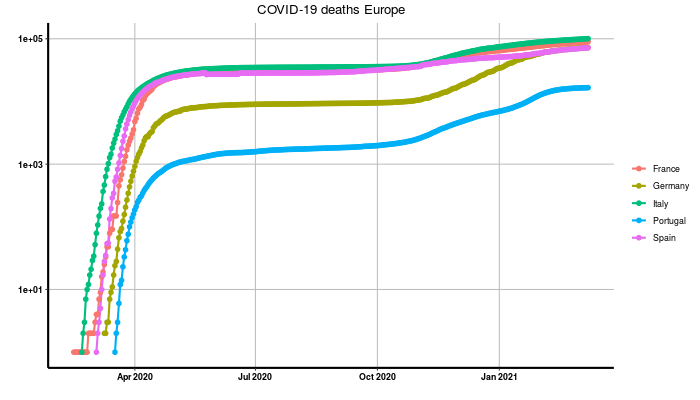 COVID-19 deaths Europe
1e+05
1e+03
1e+01
Apr 2020
Jul 2020
Oct 2020
Jan 2021
France
Germany
Italy
Portugal
Spain